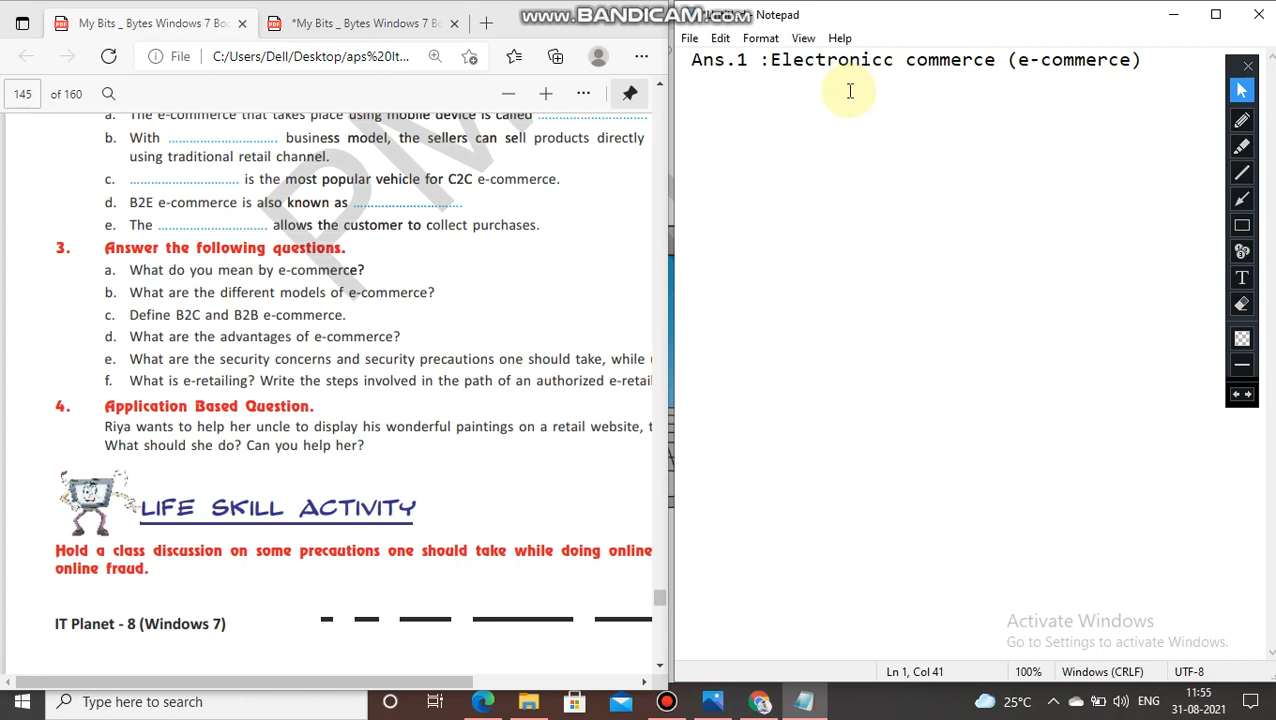 My Bits _ Bytes Windows 7 Bo
*My Bits _ Bytes Windows 7 Bo
www.BANDICAM.com
Notepad
File
C:/Users/Dell/Desktop/aps%20It...
145 of 160
a. The e-commerce that takes place using mobile device is called
b. With ............................... business model, the sellers can sell products directly
using traditional retail channel.
c. ............................... is the most popular vehicle for C2C e-commerce.
d. B2E e-commerce is also known as ...............................
e. The ............................... allows the customer to collect purchases.
3. Answer the following questions.
a. What do you mean by e-commerce?
b. What are the different models of e-commerce?
c. Define B2C and B2B e-commerce.
d. What are the advantages of e-commerce?
e. What are the security concerns and security precautions one should take, while
f. What is e-retailing? Write the steps involved in the path of an authorized e-retai
4. Application Based Question.
Riya wants to help her uncle to display his wonderful paintings on a retail website,
What should she do? Can you help her?
LIFE SKILL ACTIVITY
Hold a class discussion on some precautions one should take while doing online
online fraud.
IT Planet - 8 (Windows 7)
File Edit Format View Help
Ans.1 :Electronicc commerce (e-commerce)
Activate Windows
Go to Settings to activate Windows.
Ln 1, Col 41 100% Windows (CRLF) UTF-8
Type here to search
25°C
ENG
11:55
31-08-2021